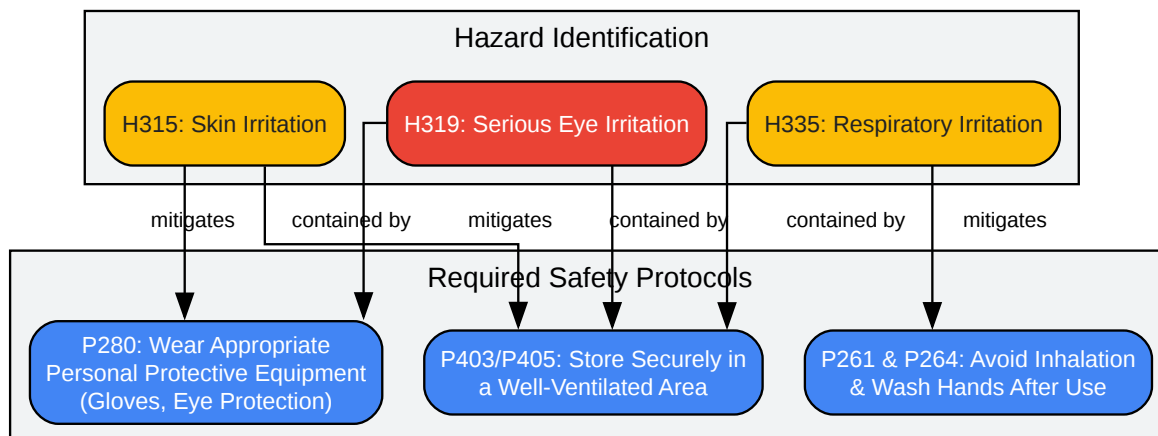 Hazard Identification
H315: Skin Irritation
H319: Serious Eye Irritation
H335: Respiratory Irritation
mitigates
contained by
mitigates
contained by
contained by
mitigates
Required Safety Protocols
P280: Wear Appropriate
Personal Protective Equipment
(Gloves, Eye Protection)
P403/P405: Store Securely in
a Well-Ventilated Area
P261 & P264: Avoid Inhalation
& Wash Hands After Use